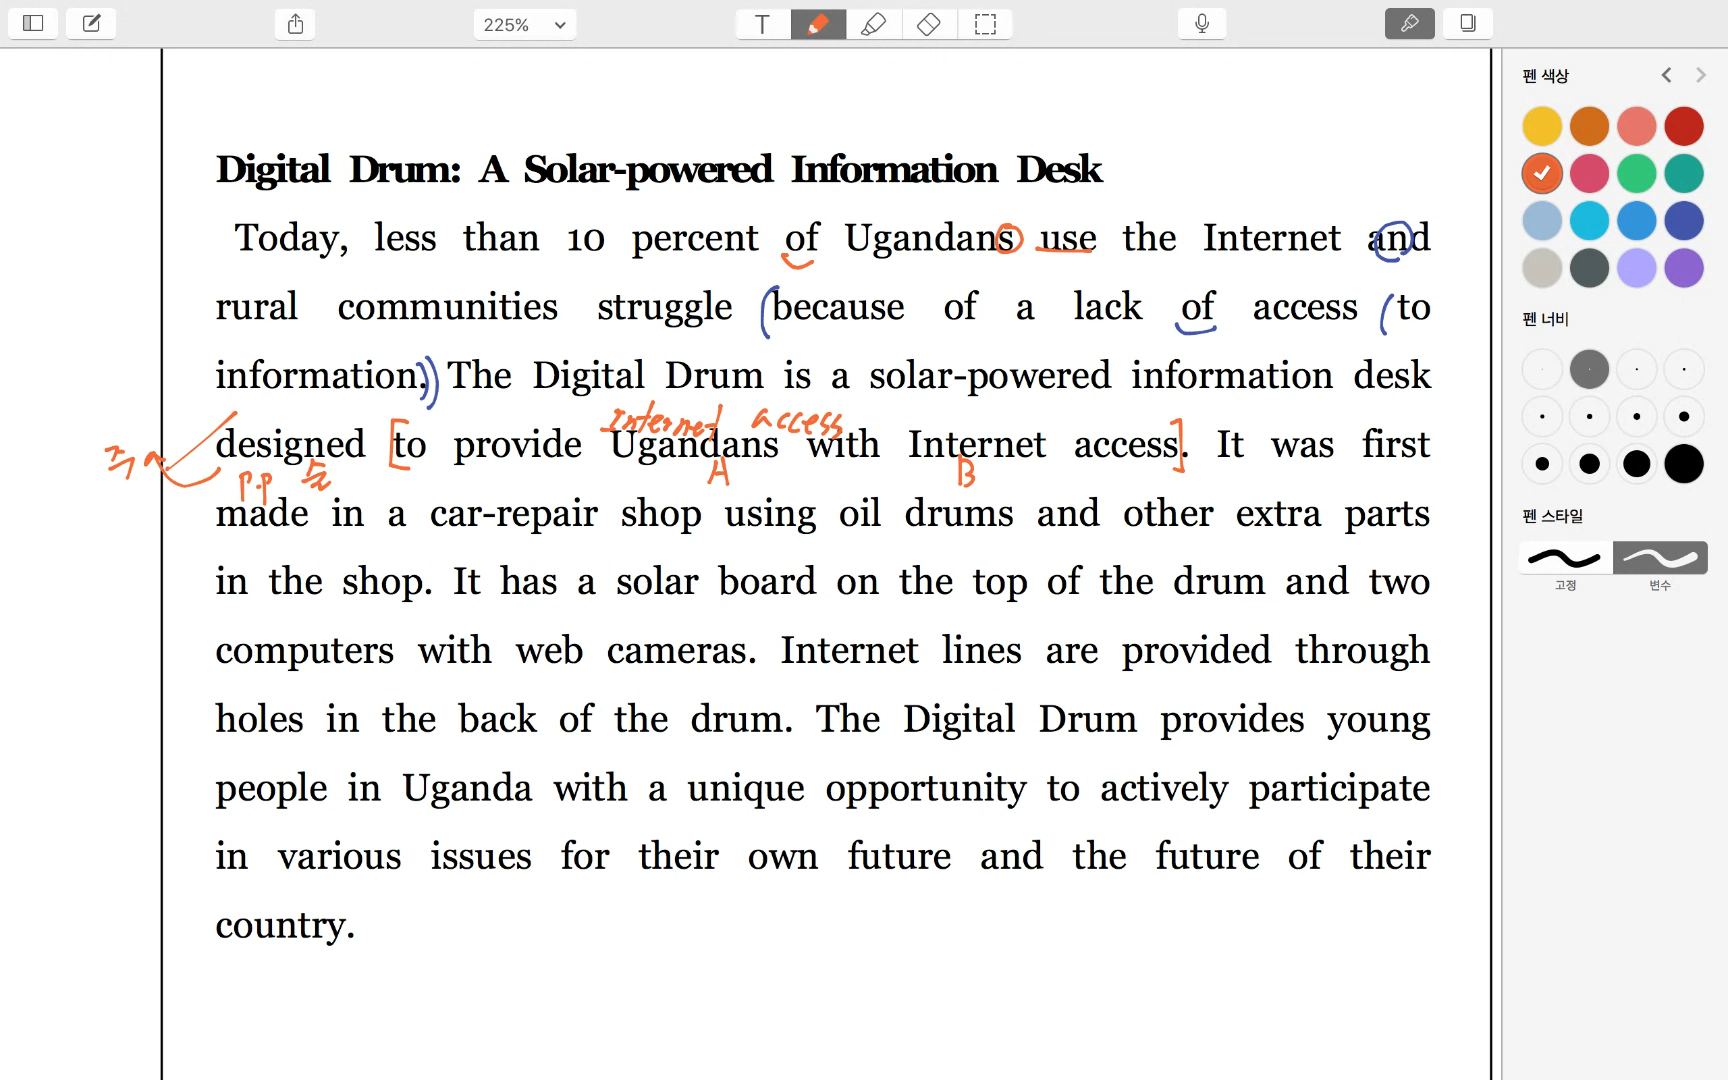 225%
T
펜 색상
펜 너비
펜 스타일
고정
변수
Digital Drum: A Solar-powered Information Desk
Today, less than 10 percent of Ugandans use the Internet and
rural communities struggle (because of a lack of access (to
information.)) The Digital Drum is a solar-powered information desk
Internet access
designed [to provide Ugandans with Internet access]. It was first
p.p
A
B
made in a car-repair shop using oil drums and other extra parts
in the shop. It has a solar board on the top of the drum and two
computers with web cameras. Internet lines are provided through
holes in the back of the drum. The Digital Drum provides young
people in Uganda with a unique opportunity to actively participate
in various issues for their own future and the future of their
country.